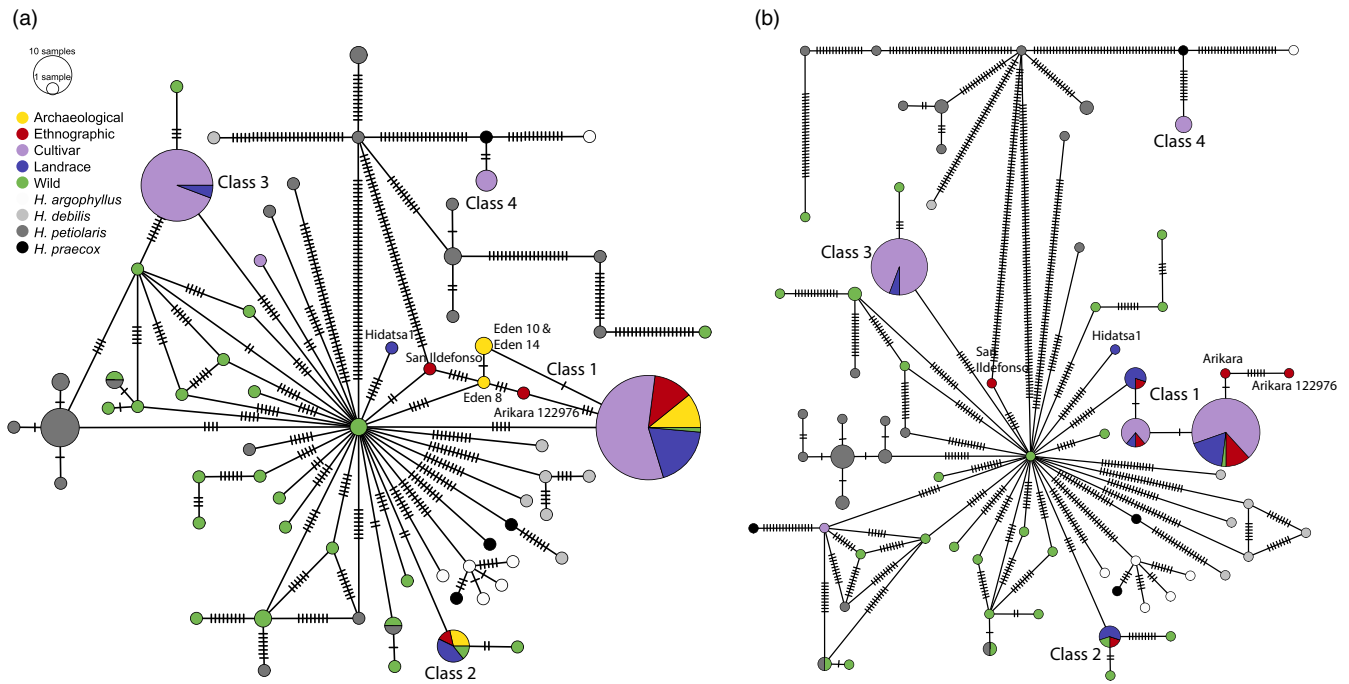 (a)
10 samples
1 sample
Archaeological
Ethnographic
Cultivar
Landrace
Wild
H. argophyllus
H. debilis
H. petiolaris
H. praecox
Class 3
Class 4
Hidatsa1
San Ildefonso
Eden 10 &
Eden 14
Eden 8
Class 1
Arikara 122976
Class 2
(b)
Class 4
Class 3
Hidatsa1
San
Ildefonso
Class 1
Arikara
Arikara 122976
Class 2